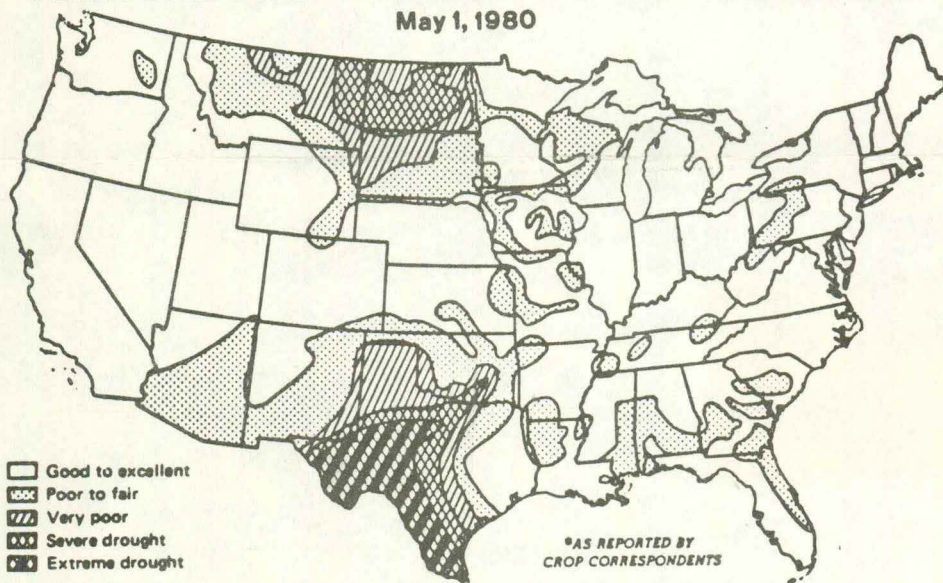 May 1, 1980
Good to excellent
Poor to fair
Very poor
Severe drought
Extreme drought
*AS REPORTED BY
CROP CORRESPONDENTS